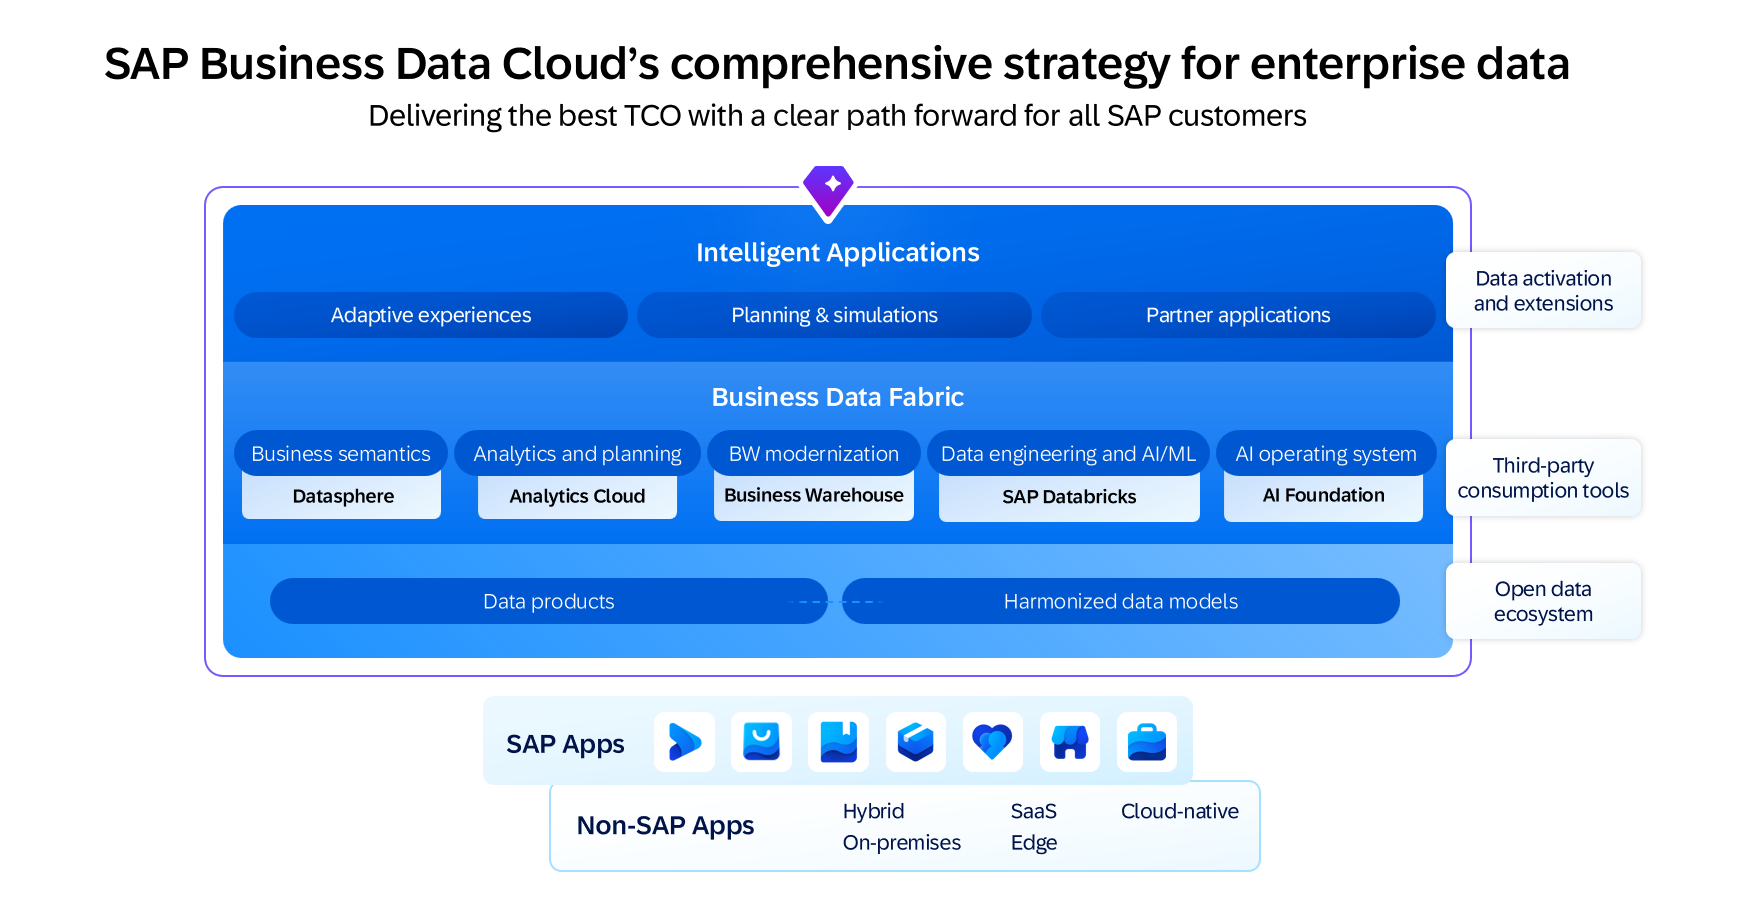 SAP Business Data Cloud’s comprehensive strategy for enterprise data
Delivering the best TCO with a clear path forward for all SAP customers
Intelligent Applications
Adaptive experiences
Planning & simulations
Partner applications
Data activation
and extensions
Business Data Fabric
Business semantics
Datasphere
Analytics and planning
Analytics Cloud
BW modernization
Business Warehouse
Data engineering and AI/ML
SAP Databricks
AI operating system
AI Foundation
Third-party
consumption tools
Data products
Harmonized data models
Open data
ecosystem
SAP Apps
Non-SAP Apps
Hybrid
On-premises
SaaS
Edge
Cloud-native